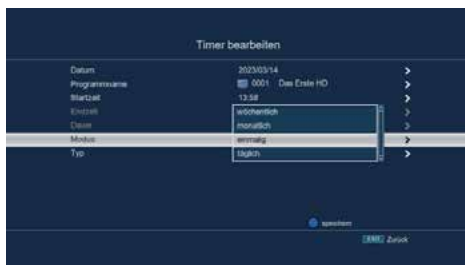 Timer bearbeiten
Datum 2023/03/14
Programmname 0001 Das Erste HD
Startzeit 13:58
Endzeit wöchentlich
Dauer monatlich
Modus einmalig
Typ täglich
speichern
EXIT Zurück